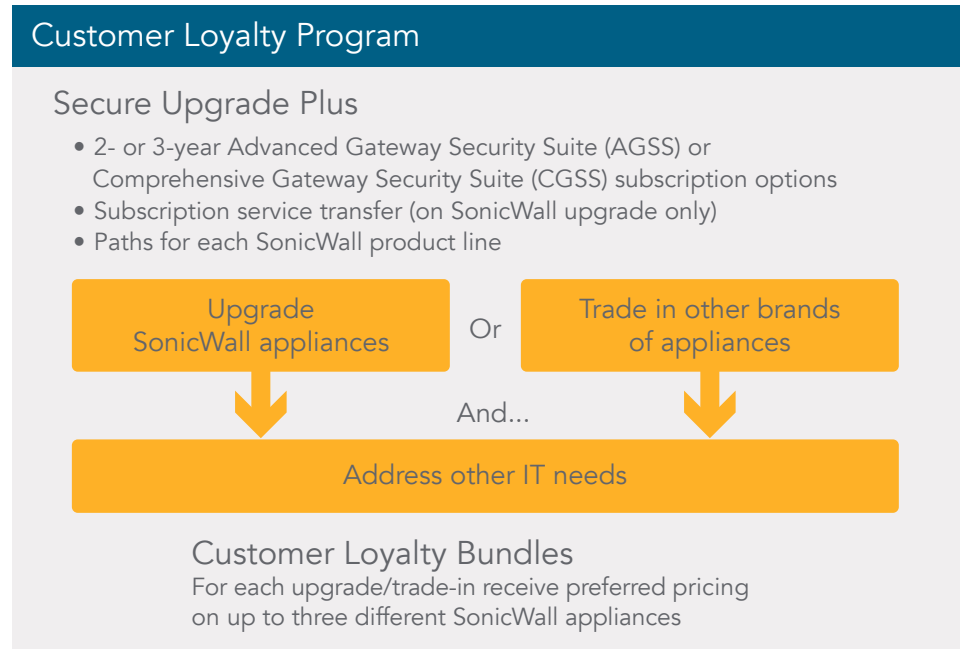 Customer Loyalty Program
Secure Upgrade Plus
• 2- or 3-year Advanced Gateway Security Suite (AGSS) or
Comprehensive Gateway Security Suite (CGSS) subscription options
• Subscription service transfer (on SonicWall upgrade only)
• Paths for each SonicWall product line
Upgrade
SonicWall appliances
Or
Trade in other brands
of appliances
And...
Address other IT needs
Customer Loyalty Bundles
For each upgrade/trade-in receive preferred pricing
on up to three different SonicWall appliances